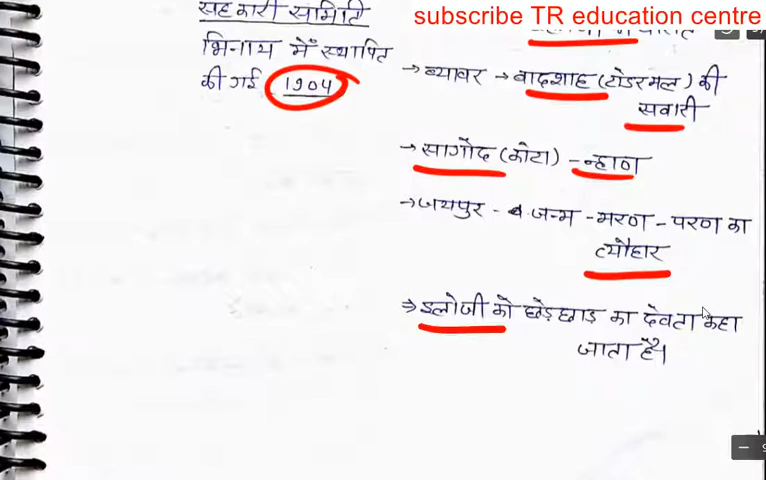 subscribe TR education centre
सहकारी समिति
भिनाय में स्थापित
की गई 1904
→ब्यावर → बादशाह (टोडरमल) की
सवारी
→ सागोंद (कोटा) - न्हाण
→जयपुर - जन्म - मरण - परण का
त्यौहार
⇒ इलोजी को छेड़छाड़ का देवता कहा
जाता है।